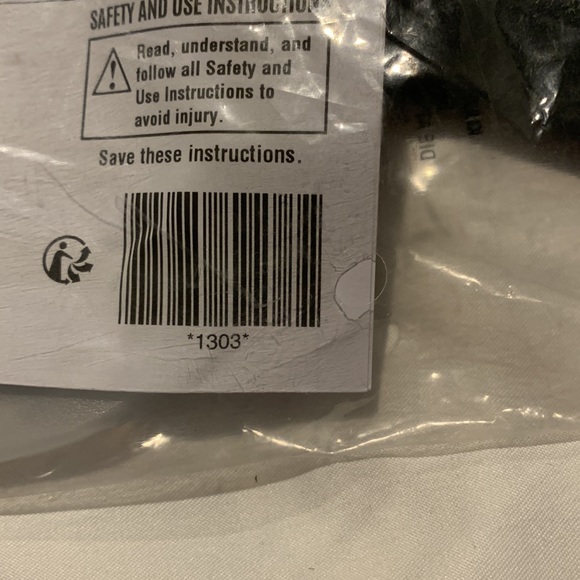 SAFETY AND USE INSTRUCTIONS
Read, understand, and
follow all Safety and
Use Instructions to
avoid injury.
Save these instructions.
*1303*